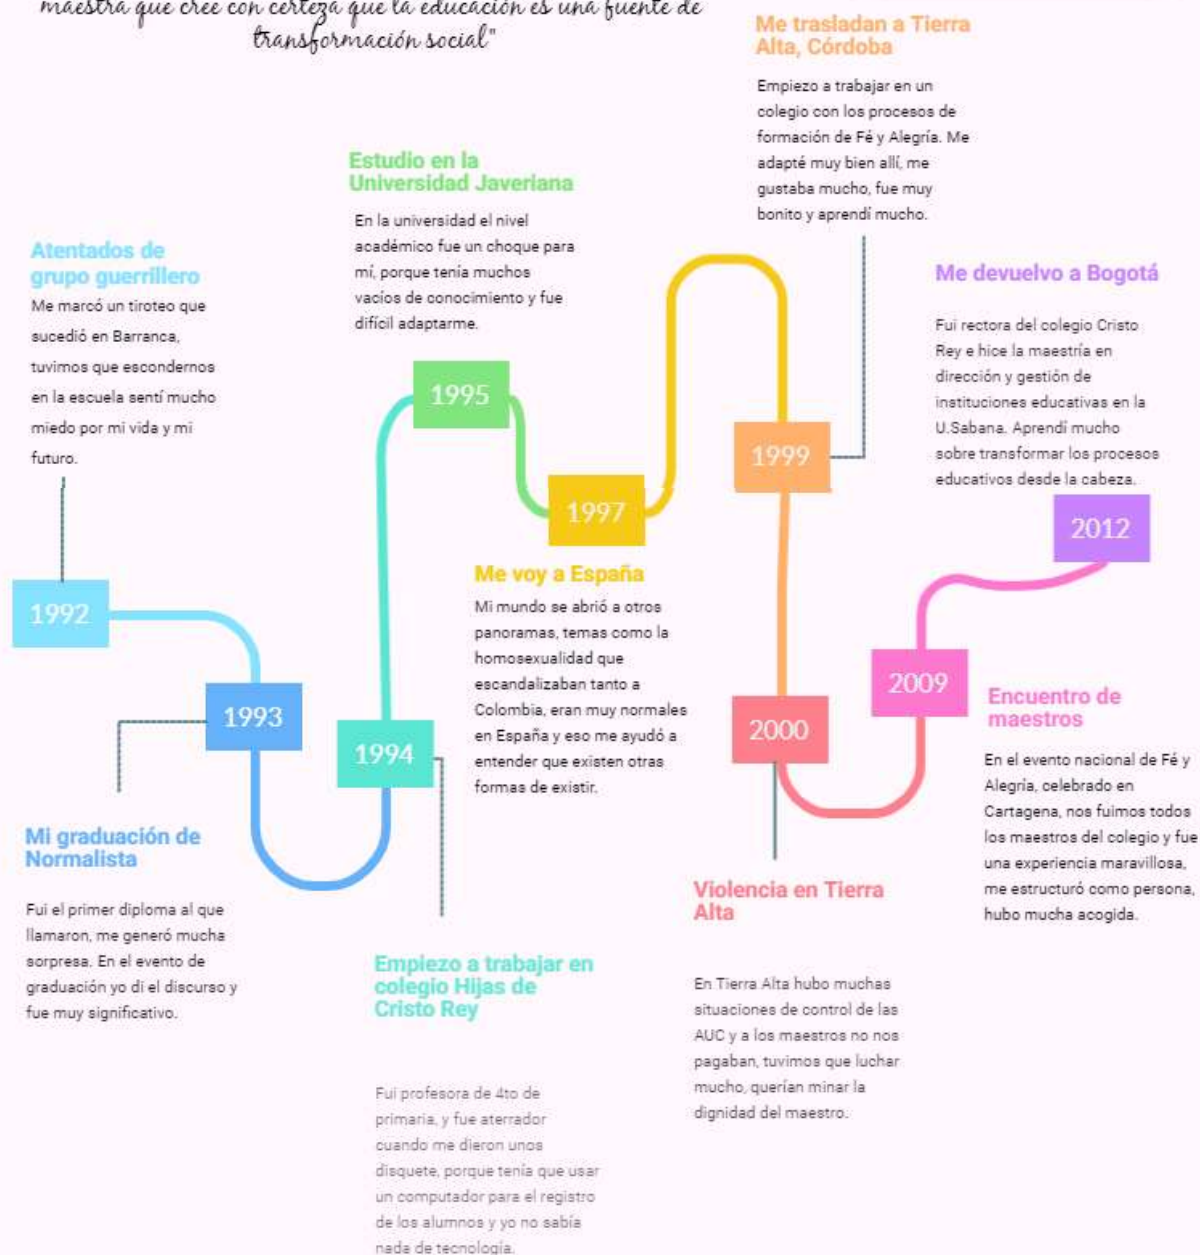 maestra que cree con certeza que la educación es una fuente de
transformación social"
Atentados de
grupo guerrillero
Me marcó un tiroteo que
sucedió en Barranca,
tuvimos que escondernos
en la escuela sentí mucho
miedo por mi vida y mi
futuro.
1992
1993
Mi graduación de
Normalista
Fui el primer diploma al que
llamaron, me generó mucha
sorpresa. En el evento de
graduación yo di el discurso y
fue muy significativo.
1994
Empiezo a trabajar en
colegio Hijas de
Cristo Rey
Fui profesora de 4to de
primaria, y fue aterrador
cuando me dieron unos
disquete, porque tenía que usar
un computador para el registro
de los alumnos y yo no sabía
nada de tecnología.
Estudio en la
Universidad Javeriana
En la universidad el nivel
académico fue un choque para
mí, porque tenía muchos
vacíos de conocimiento y fue
difícil adaptarme.
1995
1997
Me voy a España
Mi mundo se abrió a otros
panoramas, temas como la
homosexualidad que
escandalizaban tanto a
Colombia, eran muy normales
en España y eso me ayudó a
entender que existen otras
formas de existir.
Me trasladan a Tierra
Alta, Córdoba
Empiezo a trabajar en un
colegio con los procesos de
formación de Fé y Alegría. Me
adapté muy bien allí, me
gustaba mucho, fue muy
bonito y aprendí mucho.
1999
2000
Violencia en Tierra
Alta
En Tierra Alta hubo muchas
situaciones de control de las
AUC y a los maestros no nos
pagaban, tuvimos que luchar
mucho, querían minar la
dignidad del maestro.
2009
Encuentro de
maestros
En el evento nacional de Fé y
Alegría, celebrado en
Cartagena, nos fuimos todos
los maestros del colegio y fue
una experiencia maravillosa,
me estructuró como persona,
hubo mucha acogida.
Me devuelvo a Bogotá
Fui rectora del colegio Cristo
Rey e hice la maestría en
dirección y gestión de
instituciones educativas en la
U.Sabana. Aprendí mucho
sobre transformar los procesos
educativos desde la cabeza.
2012